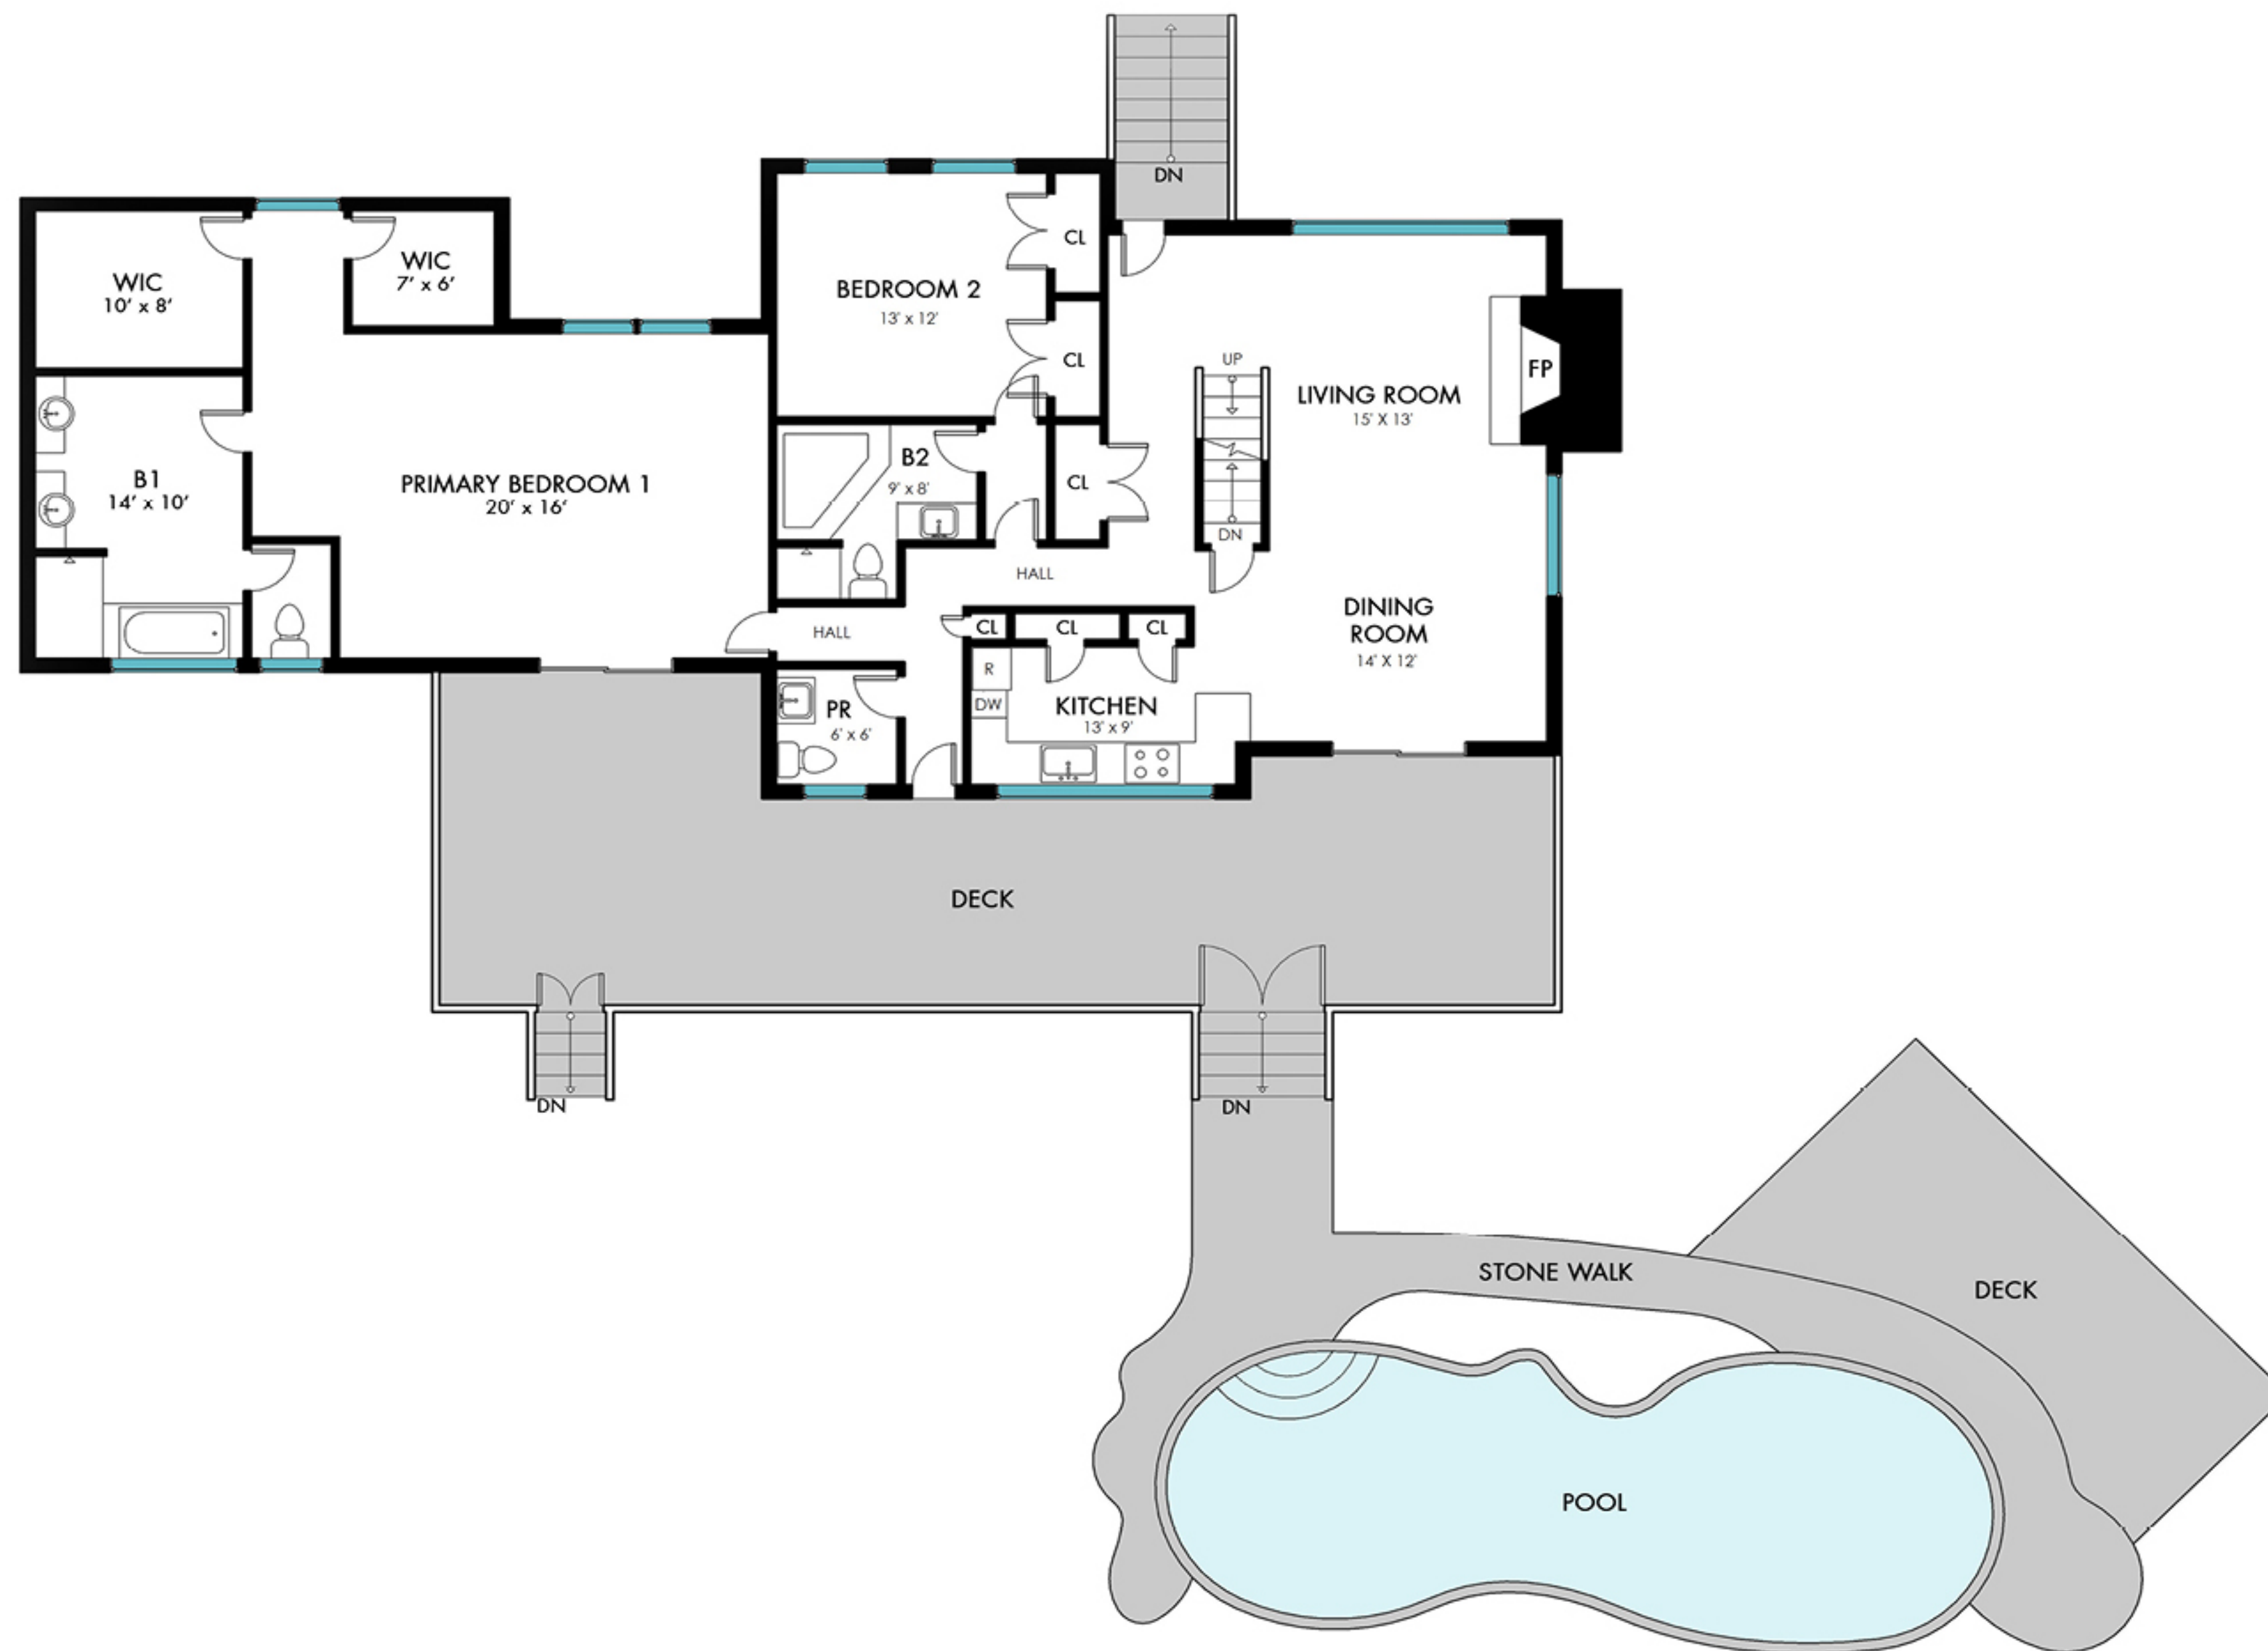 DN
WIC
10' x 8'
WIC
7' x 6'
BEDROOM 2
13' x 12'
CL
CL
UP
LIVING ROOM
15' X 13'
FP
B1
14' x 10'
PRIMARY BEDROOM 1
20' x 16'
B2
9' x 8'
CL
DN
HALL
HALL
CL
CL
CL
DINING
ROOM
14' X 12'
R
DW
KITCHEN
13' x 9'
PR
6' x 6'
DECK
DN
DN
STONE WALK
DECK
POOL